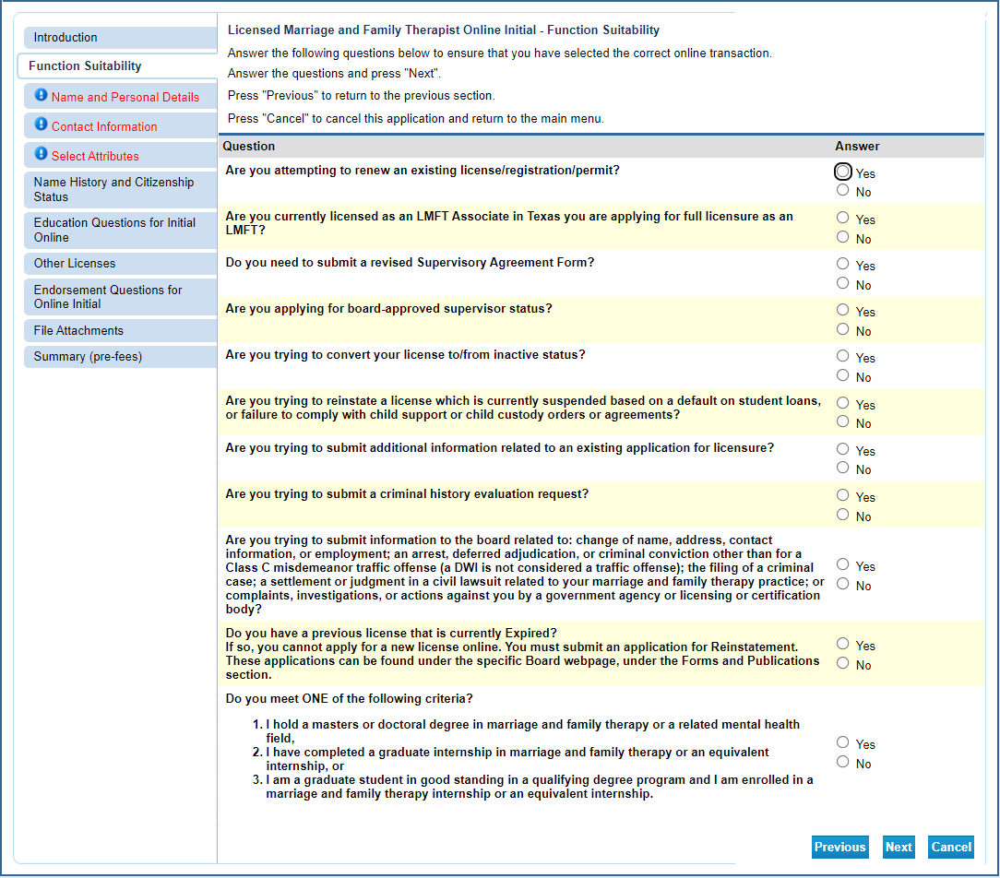 Introduction
Function Suitability
Name and Personal Details
Contact Information
Select Attributes
Name History and Citizenship
Status
Education Questions for Initial
Online
Other Licenses
Endorsement Questions for
Online Initial
File Attachments
Summary (pre-fees)
Licensed Marriage and Family Therapist Online Initial - Function Suitability
Answer the following questions below to ensure that you have selected the correct online transaction.
Answer the questions and press "Next".
Press "Previous" to return to the previous section.
Press "Cancel" to cancel this application and return to the main menu.
Question Answer
Are you attempting to renew an existing license/registration/permit?
Yes
No
Are you currently licensed as an LMFT Associate in Texas you are applying for full licensure as an
LMFT?
Yes
No
Do you need to submit a revised Supervisory Agreement Form?
Yes
No
Are you applying for board-approved supervisor status?
Yes
No
Are you trying to convert your license to/from inactive status?
Yes
No
Are you trying to reinstate a license which is currently suspended based on a default on student loans,
or failure to comply with child support or child custody orders or agreements?
Yes
No
Are you trying to submit additional information related to an existing application for licensure?
Yes
No
Are you trying to submit a criminal history evaluation request?
Yes
No
Are you trying to submit information to the board related to: change of name, address, contact
information, or employment; an arrest, deferred adjudication, or criminal conviction other than for a
Class C misdemeanor traffic offense (a DWI is not considered a traffic offense); the filing of a criminal
case; a settlement or judgment in a civil lawsuit related to your marriage and family therapy practice; or
complaints, investigations, or actions against you by a government agency or licensing or certification
body?
Yes
No
Do you have a previous license that is currently Expired?
If so, you cannot apply for a new license online. You must submit an application for Reinstatement.
These applications can be found under the specific Board webpage, under the Forms and Publications
section.
Yes
No
Do you meet ONE of the following criteria?
1. I hold a masters or doctoral degree in marriage and family therapy or a related mental health
field,
2. I have completed a graduate internship in marriage and family therapy or an equivalent
internship, or
3. I am a graduate student in good standing in a qualifying degree program and I am enrolled in a
marriage and family therapy internship or an equivalent internship.
Yes
No
Previous Next Cancel